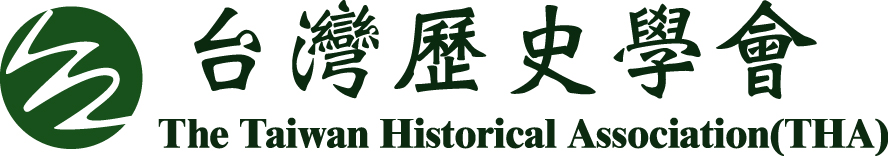 台灣歷史學會
The Taiwan Historical Association(THA)